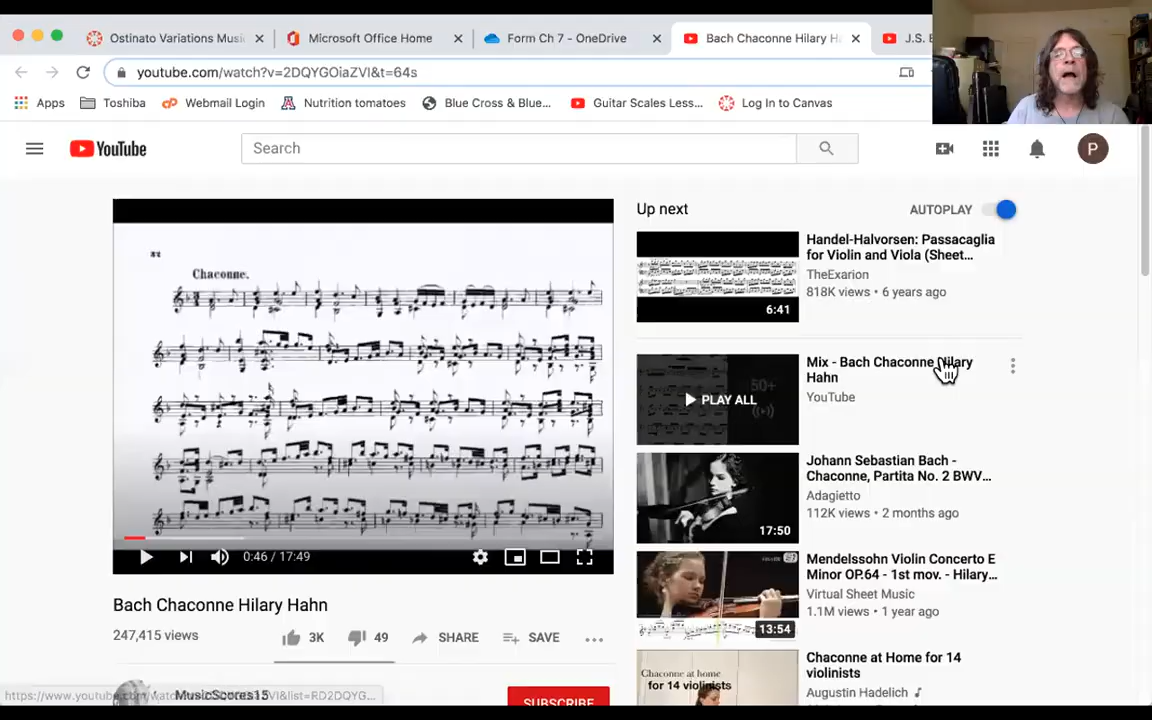 Ostinato Variations Musi
Microsoft Office Home
Form Ch 7 - OneDrive
Bach Chaconne Hilary H
J.S.
youtube.com/watch?v=2DQYGOiaZVI&t=64s
Apps
Toshiba
Webmail Login
Nutrition tomatoes
Blue Cross & Blue...
Guitar Scales Less...
Log In to Canvas
YouTube
Search
P
Chaconne.
0:46 / 17:49
Bach Chaconne Hilary Hahn
247,415 views
3K
49
SHARE
SAVE
MusicScores15
SUBSCRIBE
https://www.youtube.com/
Up next
AUTOPLAY
6:41
Handel-Halvorsen: Passacaglia
for Violin and Viola (Sheet...
TheExarion
818K views • 6 years ago
50+
PLAY ALL
Mix - Bach Chaconne Hilary
Hahn
YouTube
17:50
Johann Sebastian Bach -
Chaconne, Partita No. 2 BWV...
Adagietto
112K views • 2 months ago
13:54
Mendelssohn Violin Concerto E
Minor OP.64 - 1st mov. - Hilary...
Virtual Sheet Music
1.1M views • 1 year ago
Chaconne at home
for 14 violinists
Chaconne at Home for 14
violinists
Augustin Hadelich